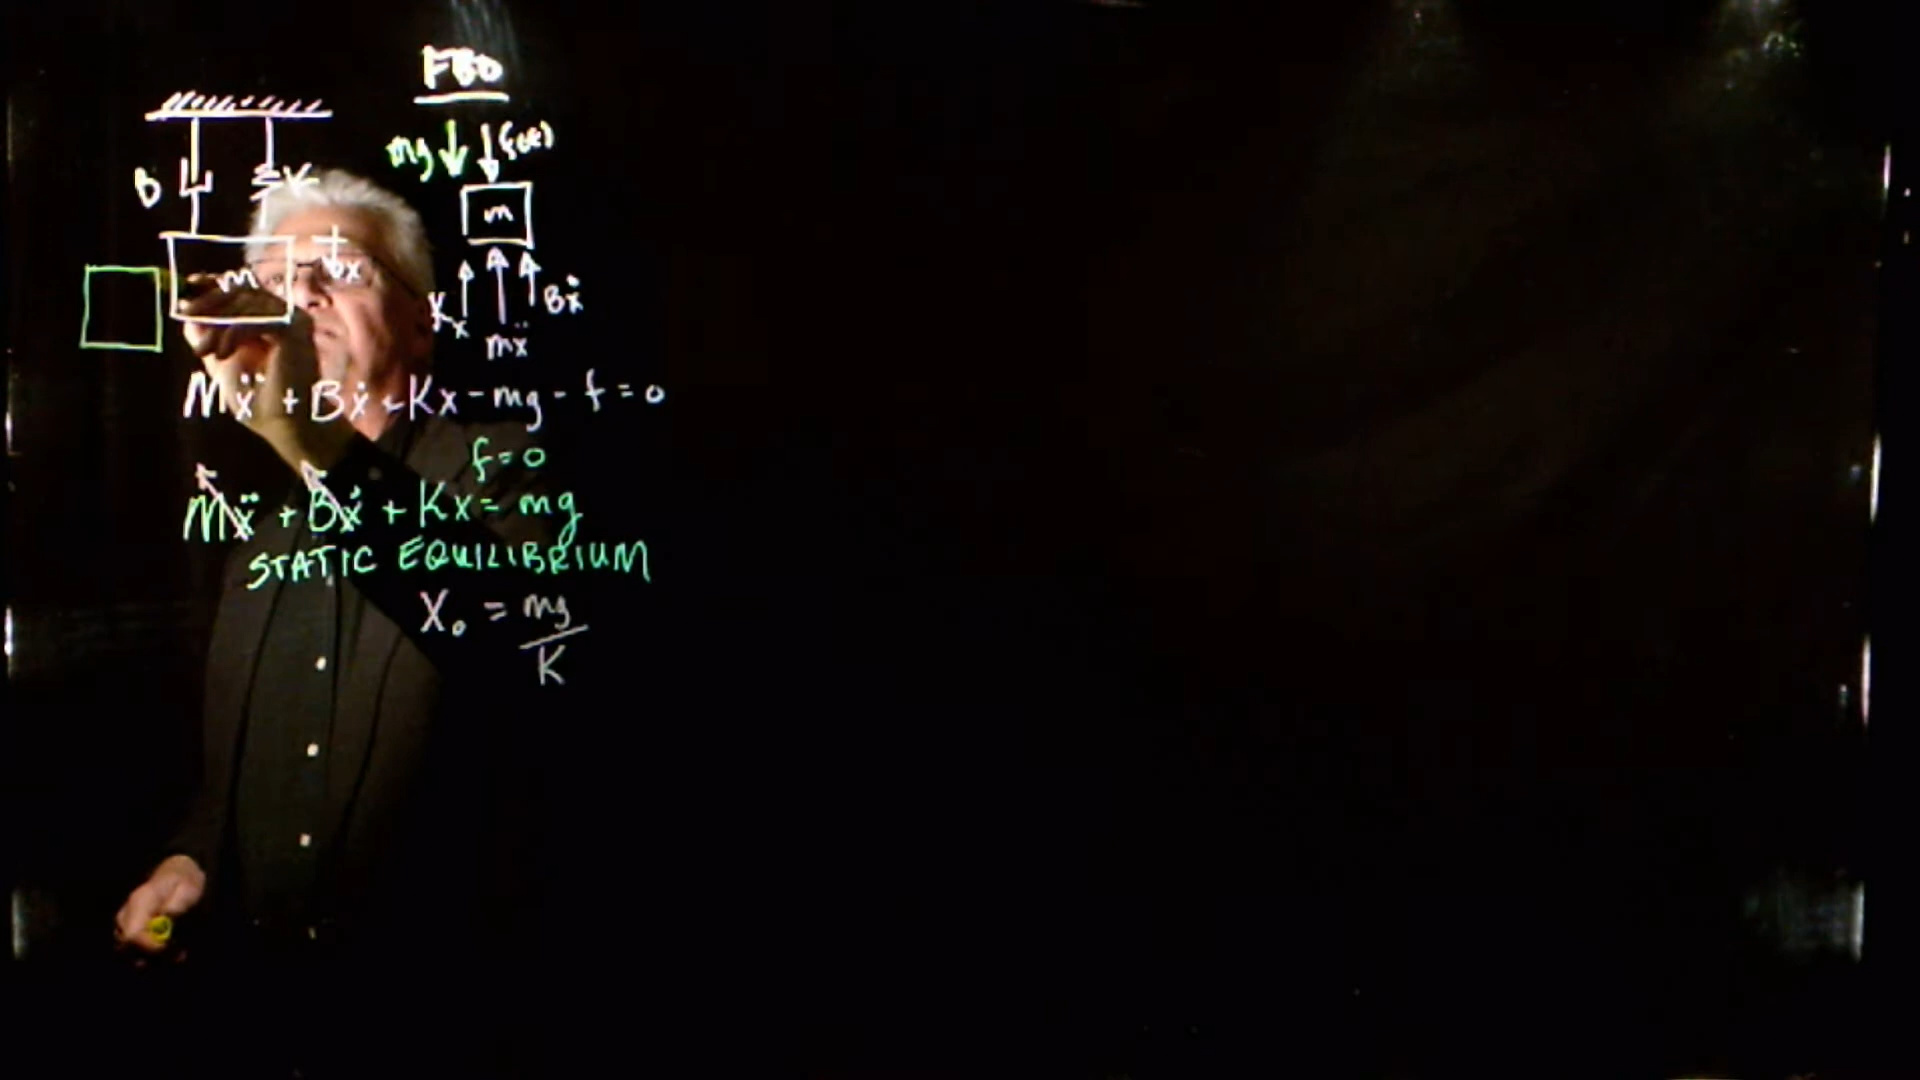 FBD
mg f(t)
B K
m
m
x
Kx mẍ Bẋ
Mẍ + Bẋ + Kx - mg - f = 0
f = 0
Mẍ + Bẋ + Kx = mg
STATIC EQUILIBRIUM
X₀ = mg/K